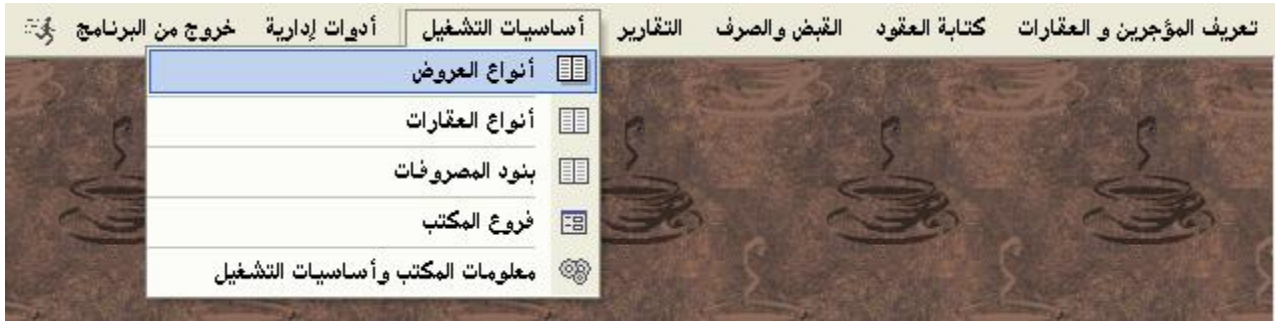 تعريف المؤجرين و العقارات كتابة العقود القبض والصرف التقارير أساسيات التشغيل أدوات إدارية خروج من البرنامج
أنواع العروض
أنواع العقارات
بنود المصروفات
فروع المكتب
معلومات المكتب وأساسيات التشغيل